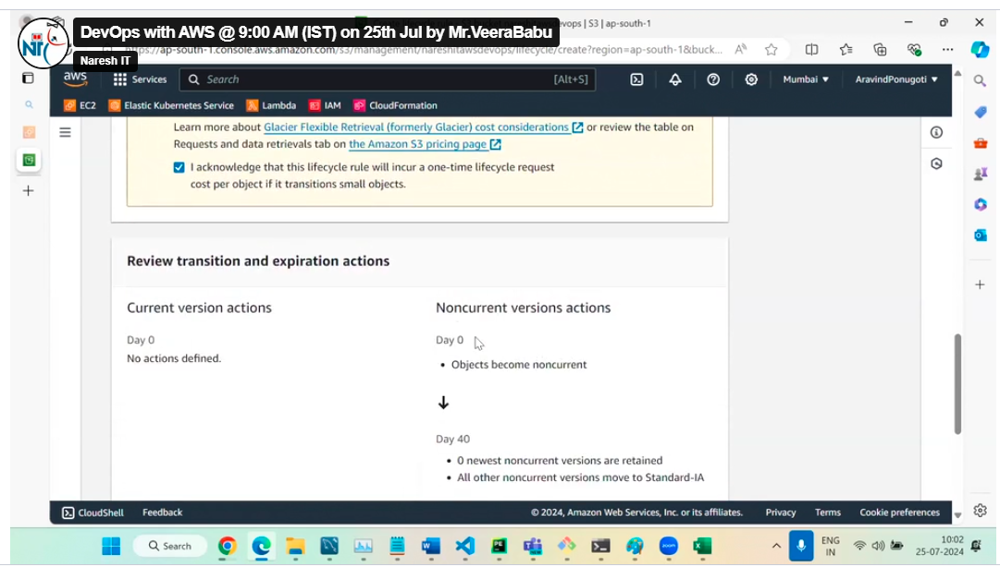 DevOps with AWS @ 9:00 AM (IST) on 25th Jul by Mr.VeeraBabu
Naresh IT
evops | S3 | ap-south-1
https://ap-south-1.console.aws.amazon.com/s3/management/nareshitawsdevops/lifecycle/create?region=ap-south-1&buck...
aws
Services
Search
[Alt+S]
Mumbai
AravindPonugoti
EC2
Elastic Kubernetes Service
Lambda
IAM
CloudFormation
Learn more about Glacier Flexible Retrieval (formerly Glacier) cost considerations or review the table on
Requests and data retrievals tab on the Amazon S3 pricing page
I acknowledge that this lifecycle rule will incur a one-time lifecycle request
cost per object if it transitions small objects.
Review transition and expiration actions
Current version actions
Day 0
No actions defined.
Noncurrent versions actions
Day 0
Objects become noncurrent
Day 40
0 newest noncurrent versions are retained
All other noncurrent versions move to Standard-IA
CloudShell
Feedback
© 2024, Amazon Web Services, Inc. or its affiliates.
Privacy
Terms
Cookie preferences
Search
ENG
IN
10:02
25-07-2024